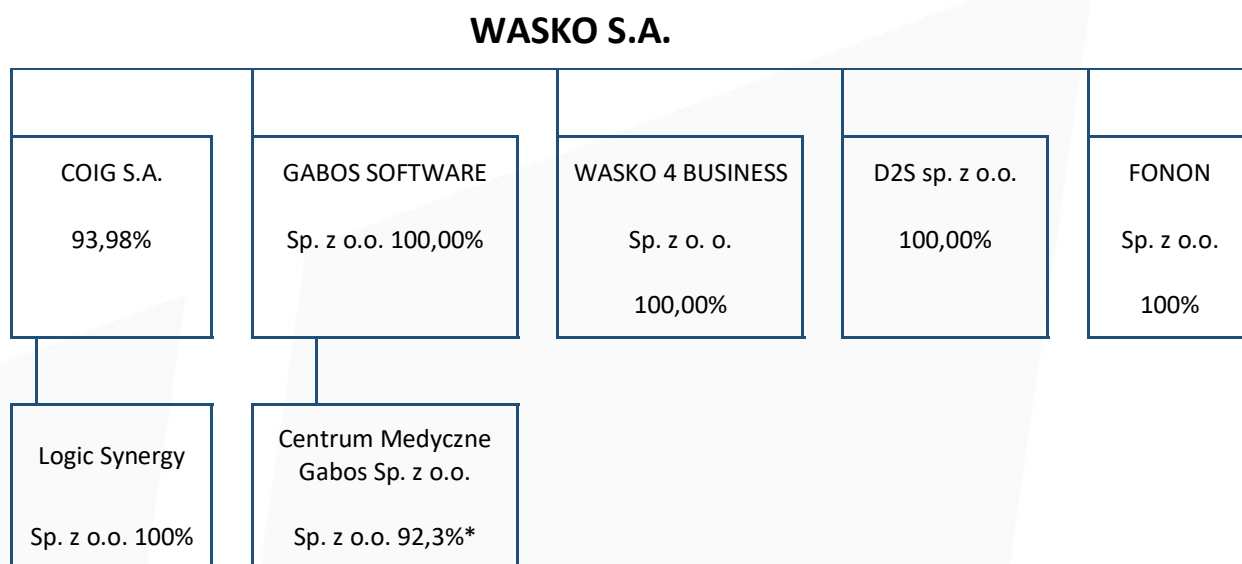 WASKO S.A.
COIG S.A.
93,98%
GABOS SOFTWARE
Sp. z o.o. 100,00%
WASKO 4 BUSINESS
Sp. z o. o.
100,00%
D2S sp. z o.o.
100,00%
FONON
Sp. z o.o.
100%
Logic Synergy
Sp. z o.o. 100%
Centrum Medyczne
Gabos Sp. z o.o.
Sp. z o.o. 92,3%*